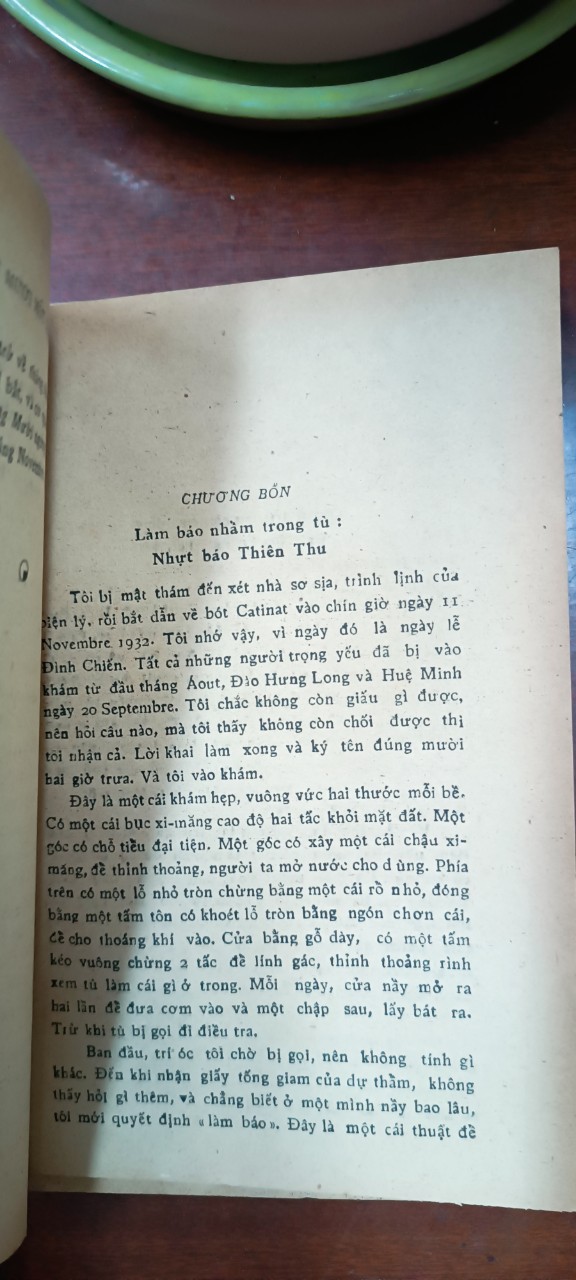 CHƯƠNG BỐN
Làm báo nhằm trong tù :
Nhựt báo Thiên Thu
Tôi bị mật thám đến xét nhà sơ sịa, trình lịnh của
biện lý, rồi bắt dẫn về bót Catinat vào chín giờ ngày 11
Novembre 1932. Tôi nhớ vậy, vì ngày đó là ngày lễ
Đình Chiến. Tất cả những người trọng yếu đã bị vào
khám từ đầu tháng Áout, Đào Hưng Long và Huệ Minh
ngày 20 Septembre. Tôi chắc không còn giấu gì được,
nên hỏi câu nào, mà tôi thấy không còn chối được thị
tôi nhận cả. Lời khai làm xong và ký tên đúng mười
hai giờ trưa. Và tôi vào khám.
Đây là một cái khám hẹp, vuông vức hai thước mỗi bề.
Có một cái bục xi-măng cao độ hai tấc khỏi mặt đất. Một
góc có chỗ tiểu đại tiện. Một góc có xây một cái chậu xi-
măng, để thỉnh thoảng, người ta mở nước cho dùng. Phía
trên có một lỗ nhỏ tròn chừng bằng một cái rổ nhỏ, đóng
bằng một tấm tôn có khoét lỗ tròn bằng ngón chơn cái,
để cho thoáng khí vào. Cửa bằng gỗ dày, có một tấm
kéo vuông chừng 2 tấc để lính gác, thỉnh thoảng rình
xem tù làm cái gì ở trong. Mỗi ngày, cửa nầy mở ra
hai lần để đưa cơm vào và một chập sau, lấy bát ra.
Trừ khi tù bị gọi đi điều tra.
Ban đầu, trí óc tôi chờ bị gọi, nên không tính gì
khác. Đến khi nhận giấy tống giam của dự thẩm, không
thấy hỏi gì thêm, và chẳng biết ở một mình nầy bao lâu,
tôi mới quyết định «làm báo». Đây là một cái thuật để